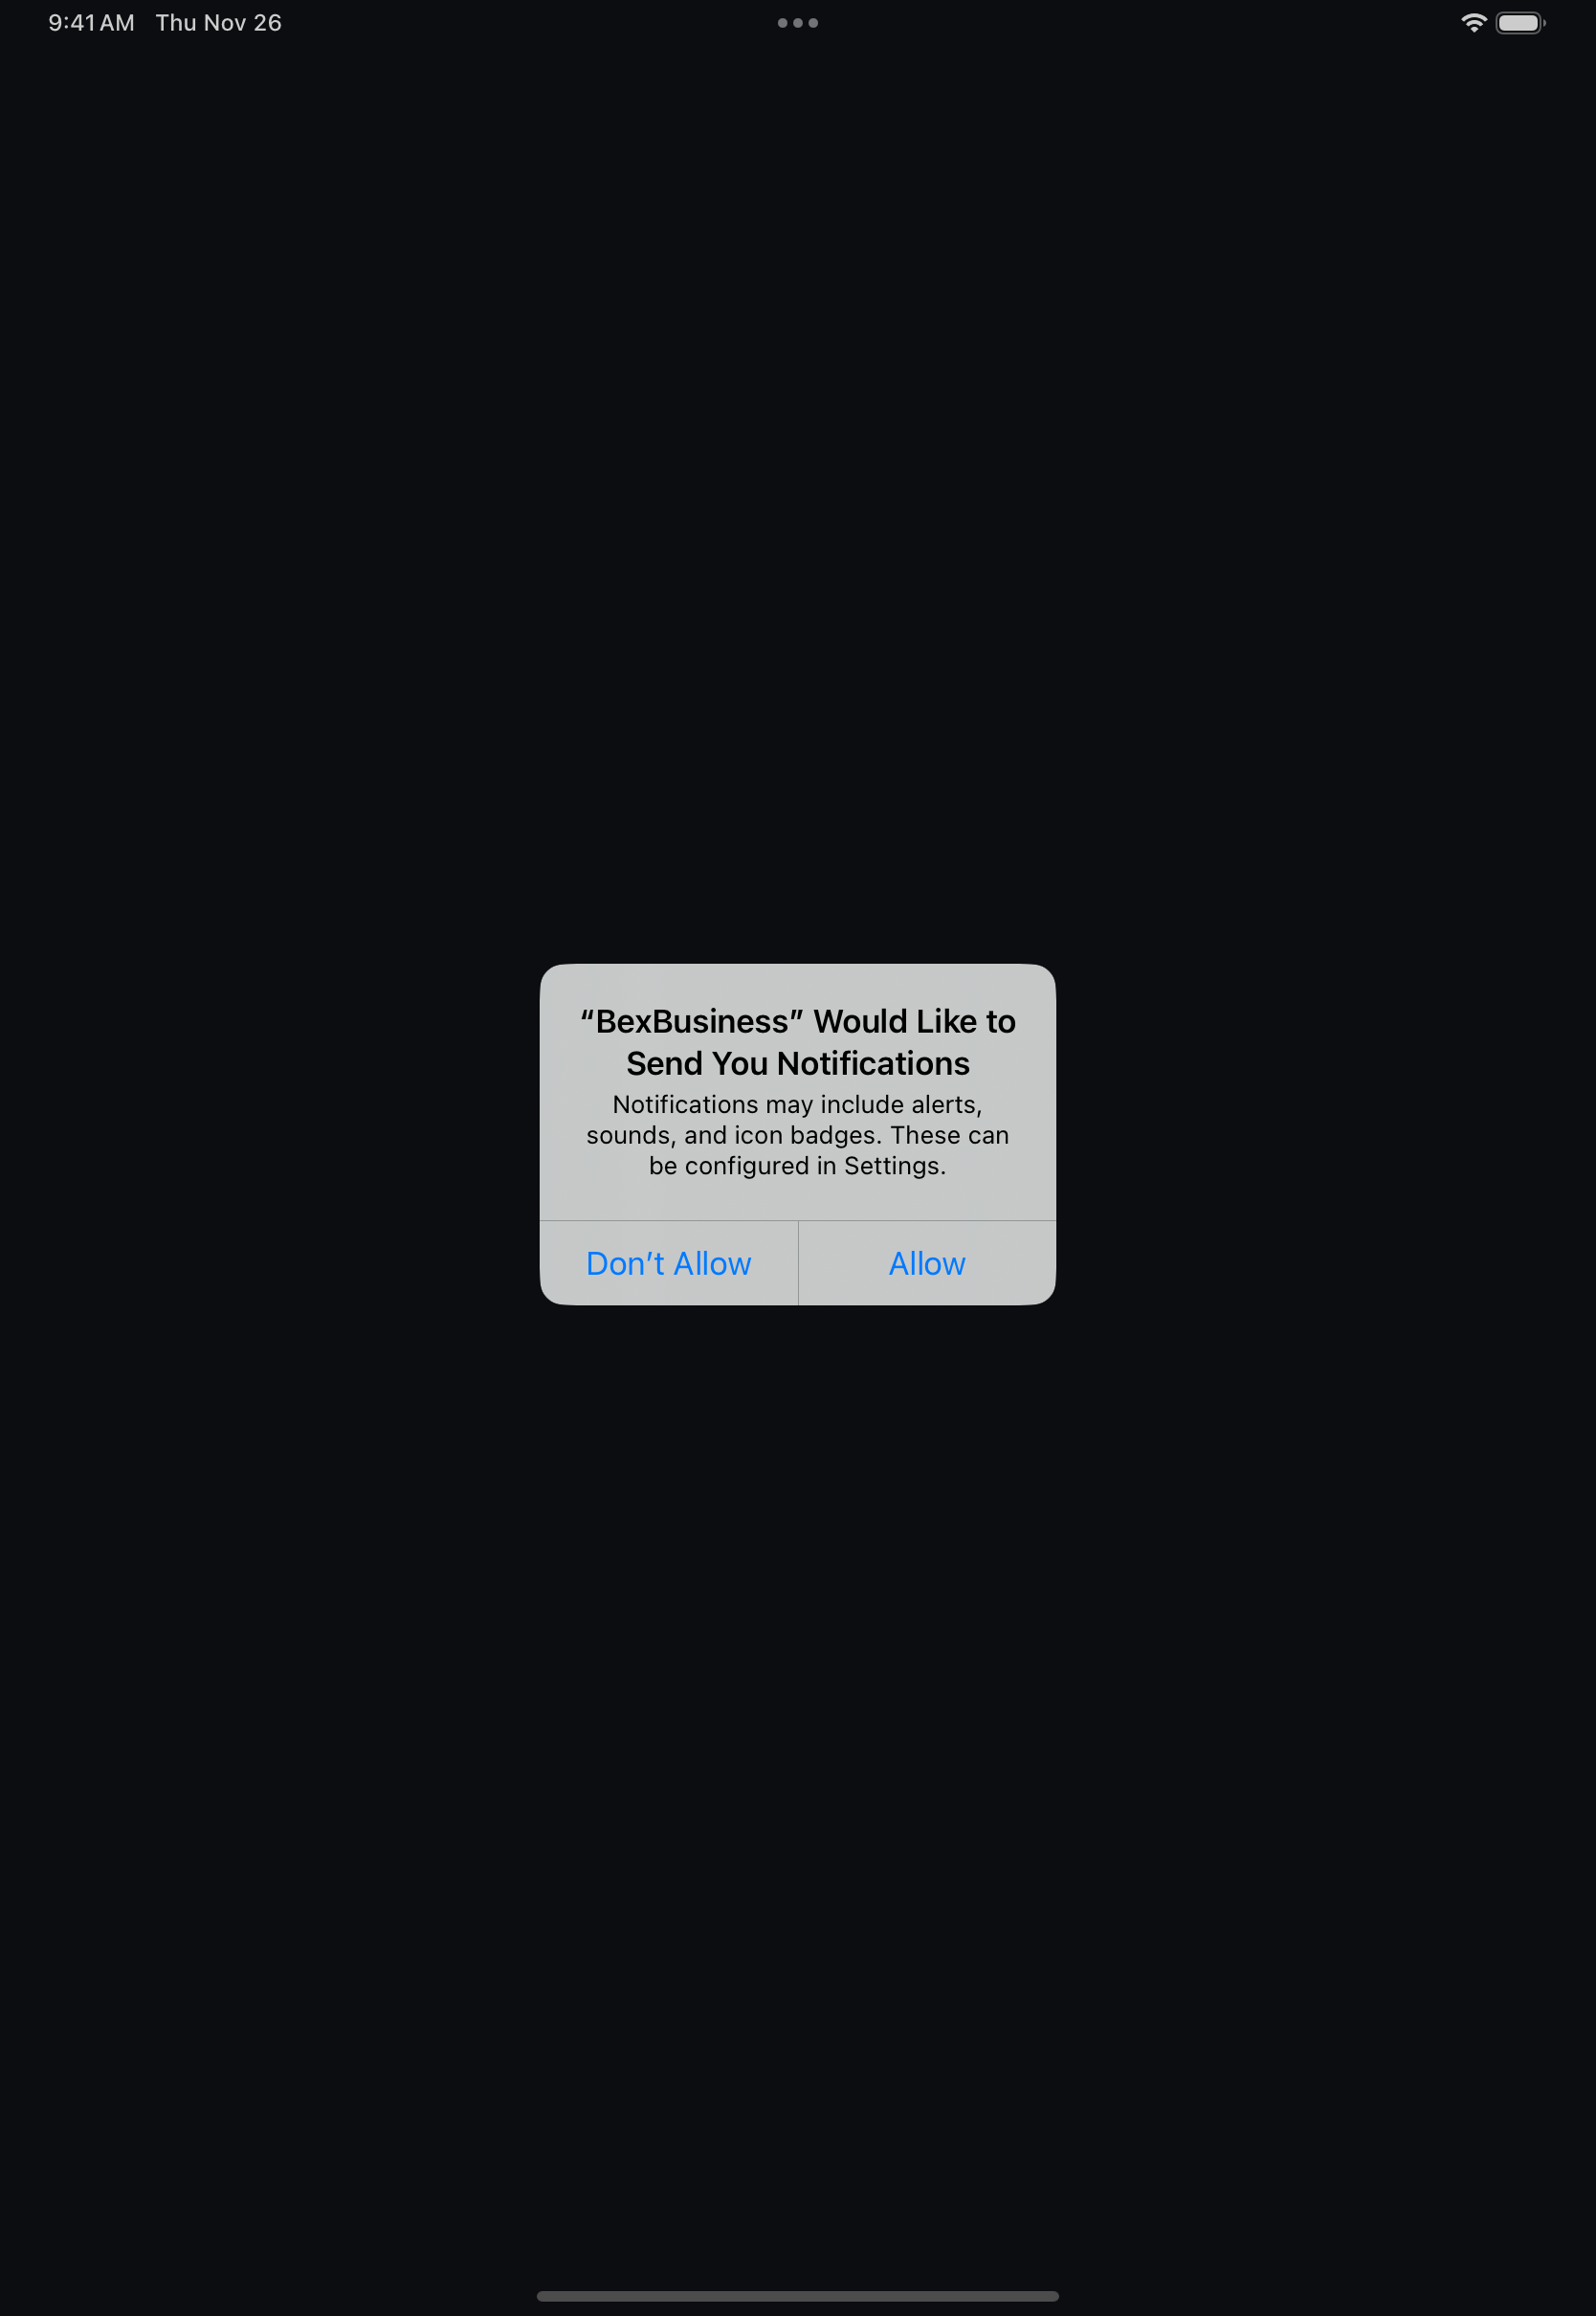 9:41 AM Thu Nov 26
“BexBusiness” Would Like to
Send You Notifications
Notifications may include alerts,
sounds, and icon badges. These can
be configured in Settings.
Don’t Allow
Allow